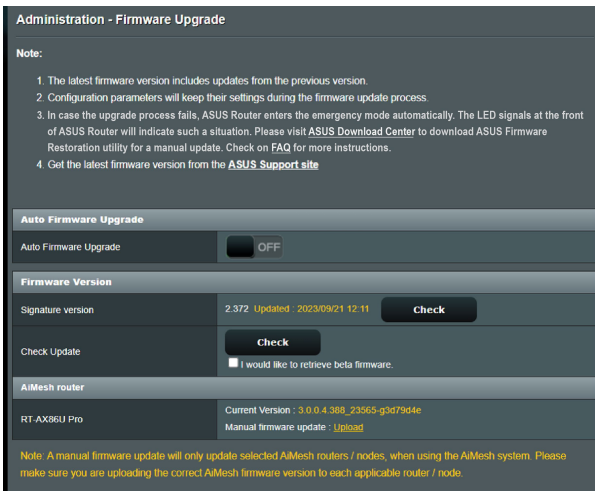 Administration - Firmware Upgrade
Note:
1. The latest firmware version includes updates from the previous version.
2. Configuration parameters will keep their settings during the firmware update process.
3. In case the upgrade process fails, ASUS Router enters the emergency mode automatically. The LED signals at the front
of ASUS Router will indicate such a situation. Please visit ASUS Download Center to download ASUS Firmware
Restoration utility for a manual update. Check on FAQ for more instructions.
4. Get the latest firmware version from the ASUS Support site
Auto Firmware Upgrade
Auto Firmware Upgrade OFF
Firmware Version
Signature version 2.372 Updated : 2023/09/21 12:11 Check
Check Update Check
I would like to retrieve beta firmware.
AiMesh router
RT-AX86U Pro Current Version : 3.0.0.4.388_23565-g3d79d4e
Manual firmware update : Upload
Note: A manual firmware update will only update selected AiMesh routers / nodes, when using the AiMesh system. Please
make sure you are uploading the correct AiMesh firmware version to each applicable router / node.